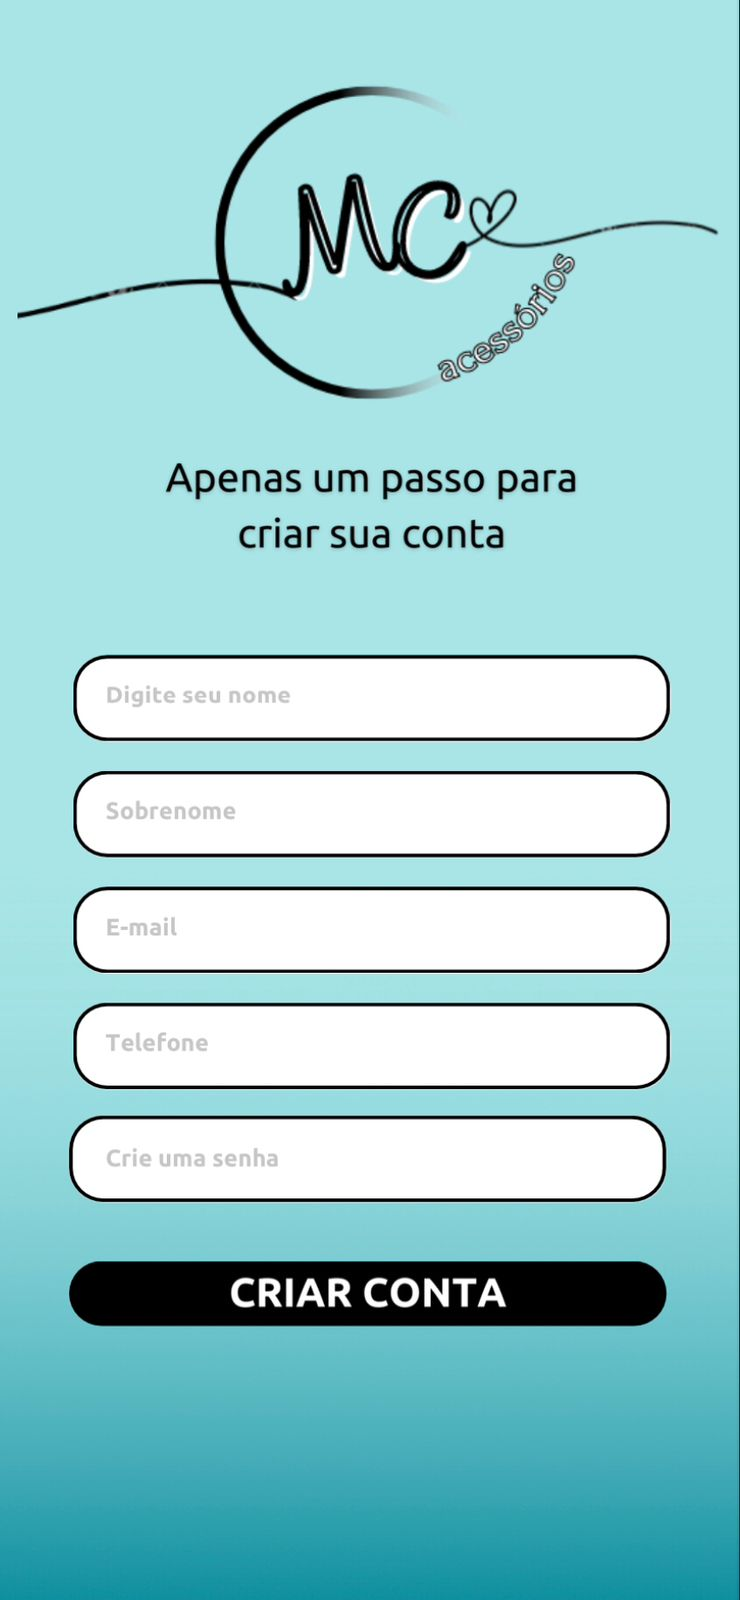 MC
acessórios
Apenas um passo para
criar sua conta
Digite seu nome
Sobrenome
E-mail
Telefone
Crie uma senha
CRIAR CONTA